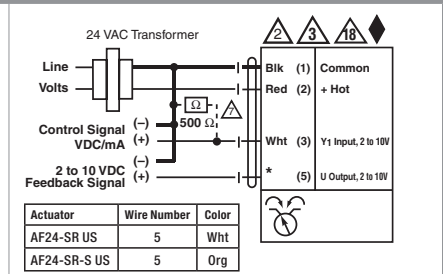 24 VAC Transformer
2 3 18
Line
Volts
Blk (1) Common
Red (2) + Hot
Ω
7
500 Ω
Control Signal (–)
VDC/mA (+)
Wht (3) Y1 Input, 2 to 10V
2 to 10 VDC (–)
Feedback Signal (+)
* (5) U Output, 2 to 10V
Actuator Wire Number Color
AF24-SR US 5 Wht
AF24-SR-S US 5 Org